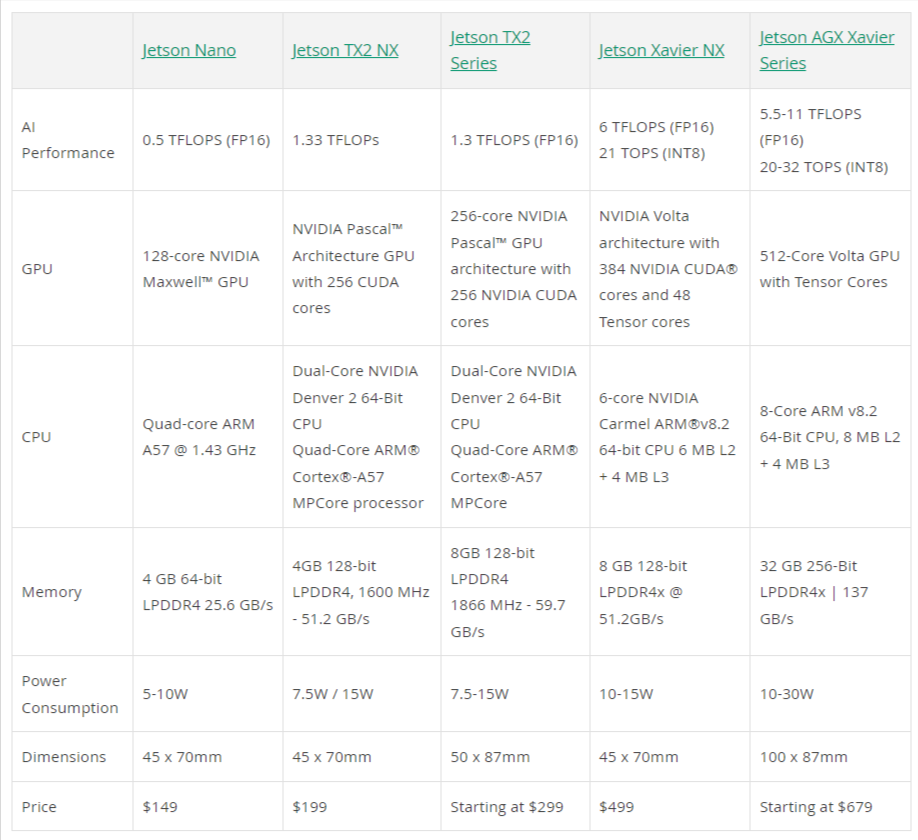 Jetson Nano
Jetson TX2 NX
Jetson TX2
Series
Jetson Xavier NX
Jetson AGX Xavier
Series
AI
Performance
0.5 TFLOPS (FP16)
1.33 TFLOPs
1.3 TFLOPS (FP16)
6 TFLOPS (FP16)
21 TOPS (INT8)
5.5-11 TFLOPS
(FP16)
20-32 TOPS (INT8)
GPU
128-core NVIDIA
Maxwell™ GPU
NVIDIA Pascal™
Architecture GPU
with 256 CUDA
cores
256-core NVIDIA
Pascal™ GPU
architecture with
256 NVIDIA CUDA
cores
NVIDIA Volta
architecture with
384 NVIDIA CUDA®
cores and 48
Tensor cores
512-Core Volta GPU
with Tensor Cores
CPU
Quad-core ARM
A57 @ 1.43 GHz
Dual-Core NVIDIA
Denver 2 64-Bit
CPU
Quad-Core ARM®
Cortex®-A57
MPCore processor
Dual-Core NVIDIA
Denver 2 64-Bit
CPU
Quad-Core ARM®
Cortex®-A57
MPCore
6-core NVIDIA
Carmel ARM®v8.2
64-bit CPU 6 MB L2
+ 4 MB L3
8-Core ARM v8.2
64-Bit CPU, 8 MB L2
+ 4 MB L3
Memory
4 GB 64-bit
LPDDR4 25.6 GB/s
4GB 128-bit
LPDDR4, 1600 MHz
- 51.2 GB/s
8GB 128-bit
LPDDR4
1866 MHz - 59.7
GB/s
8 GB 128-bit
LPDDR4x @
51.2GB/s
32 GB 256-Bit
LPDDR4x | 137
GB/s
Power
Consumption
5-10W
7.5W / 15W
7.5-15W
10-15W
10-30W
Dimensions
45 x 70mm
45 x 70mm
50 x 87mm
45 x 70mm
100 x 87mm
Price
$149
$199
Starting at $299
$499
Starting at $679